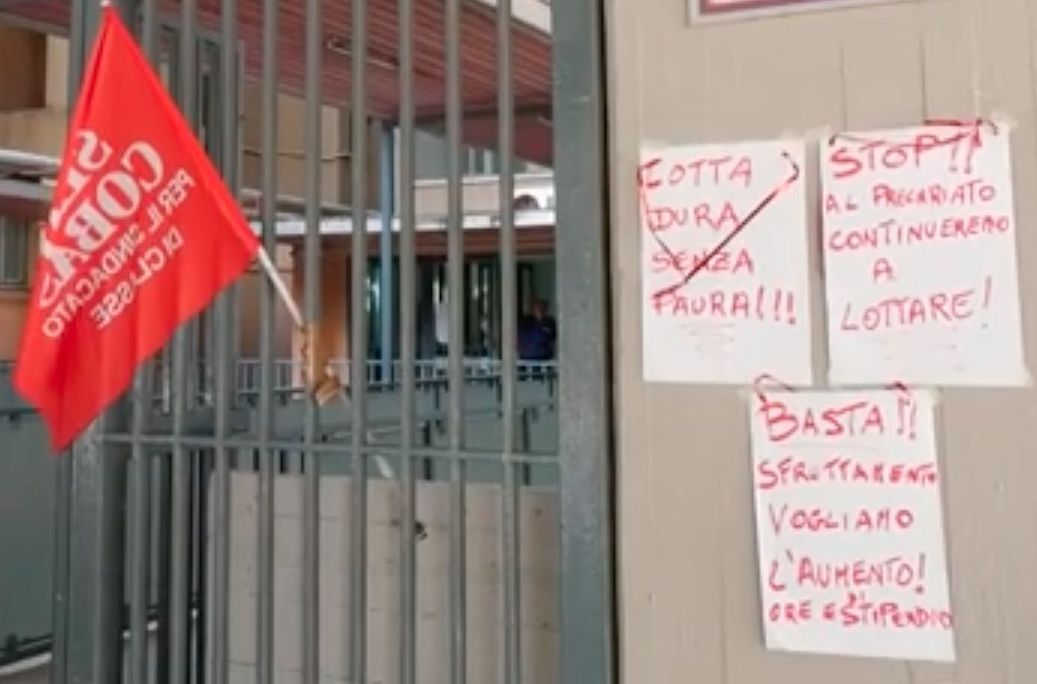 SI
COBAS
PER IL SINDACATO
DI CLASSE
LOTTA
DURA
SENZA
PAURA!!!
STOP!!
AL PRECARIATO
CONTINUEREMO
A
LOTTARE!
BASTA!!
SFRUTTAMENTO
VOGLIAMO
L'AUMENTO!
DI
ORE E STIPENDIO